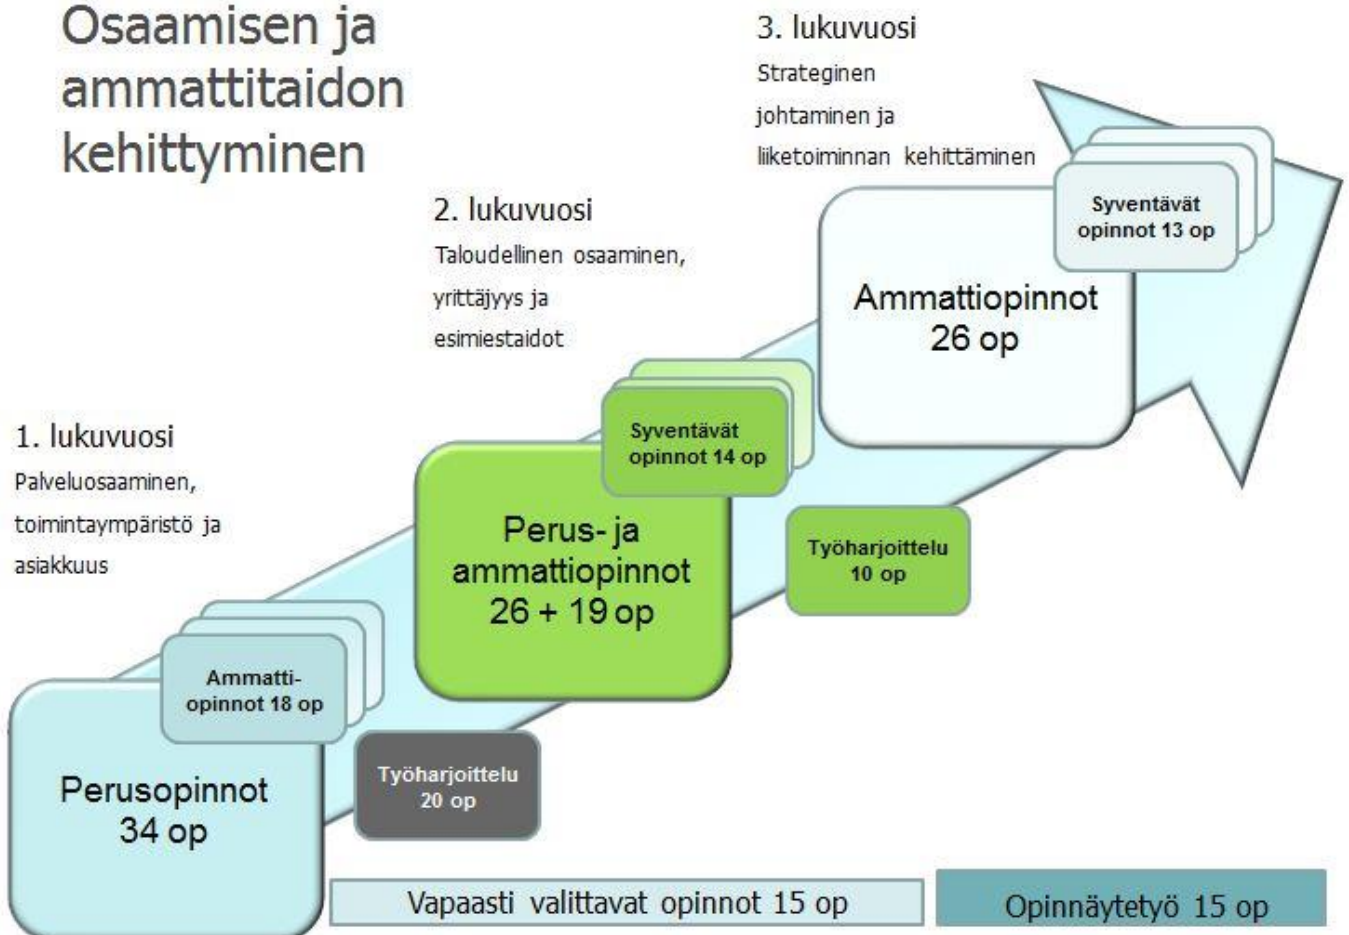 Osaamisen ja
ammattitaidon
kehittyminen
3. lukuvuosi
Strateginen
johtaminen ja
liiketoiminnan kehittäminen
Syventävät
opinnot 13 op
Ammattiopinnot
26 op
2. lukuvuosi
Taloudellinen osaaminen,
yrittäjyys ja
esimiestaidot
Syventävät
opinnot 14 op
Perus- ja
ammattiopinnot
26 + 19 op
Työharjoittelu
10 op
1. lukuvuosi
Palveluosaaminen,
toimintaympäristö ja
asiakkuus
Ammatti-
opinnot 18 op
Perusopinnot
34 op
Työharjoittelu
20 op
Vapaasti valittavat opinnot 15 op
Opinnäytetyö 15 op